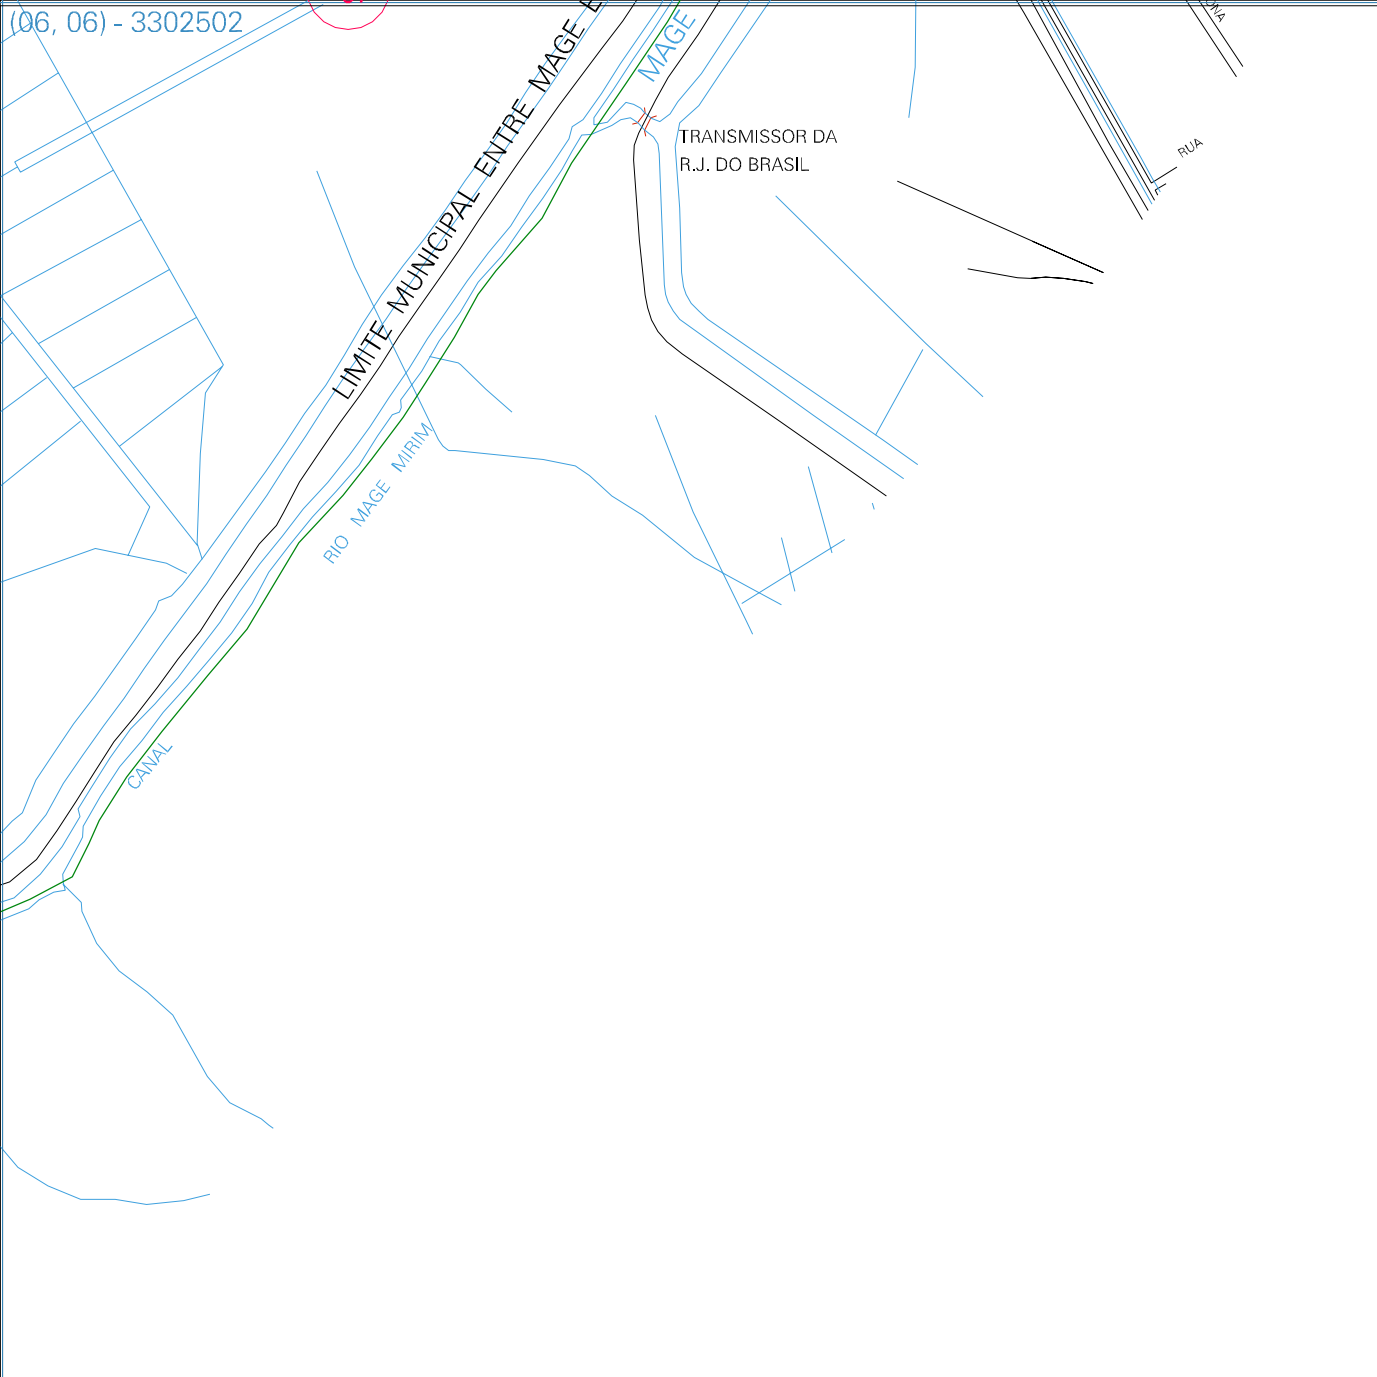 (06, 06) - 3302502
LIMITE MUNICIPAL ENTRE MAGE
MAGE
TRANSMISSOR DA
R.J. DO BRASIL
RUA
RIO MAGE MIRIM
CANAL